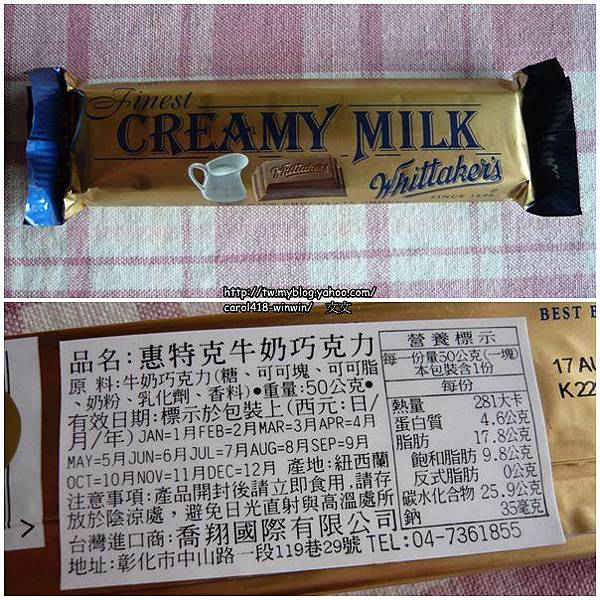 Finest
CREAMY MILK
Whittaker's
Whittaker's
SINCE 1896
http://tw.myblog.yahoo.com/
carol418-winwin/ 文文
BEST B
17 AU
K22
品名:惠特克牛奶巧克力
原 料:牛奶巧克力(糖、可可塊、可可脂
、奶粉、乳化劑、香料)●重量:50公克●
有效日期:標示於包裝上(西元:日/
月/年)JAN=1月FEB=2月MAR=3月APR=4月
MAY=5月JUN=6月JUL=7月AUG=8月SEP=9月
OCT=10月NOV=11月DEC=12月 產地:紐西蘭
注意事項:產品開封後請立即食用,請存
放於陰涼處,避免日光直射與高溫處所
台灣進口商:喬翔國際有限公司
地址:彰化市中山路一段119巷29號 TEL:04-7361855
營養標示
每一份量50公克(一塊)
本包裝含1份
每份
熱量 281大卡
蛋白質 4.6公克
脂肪 17.8公克
飽和脂肪 9.8公克
反式脂肪 0公克
碳水化合物 25.9公克
鈉 35毫克